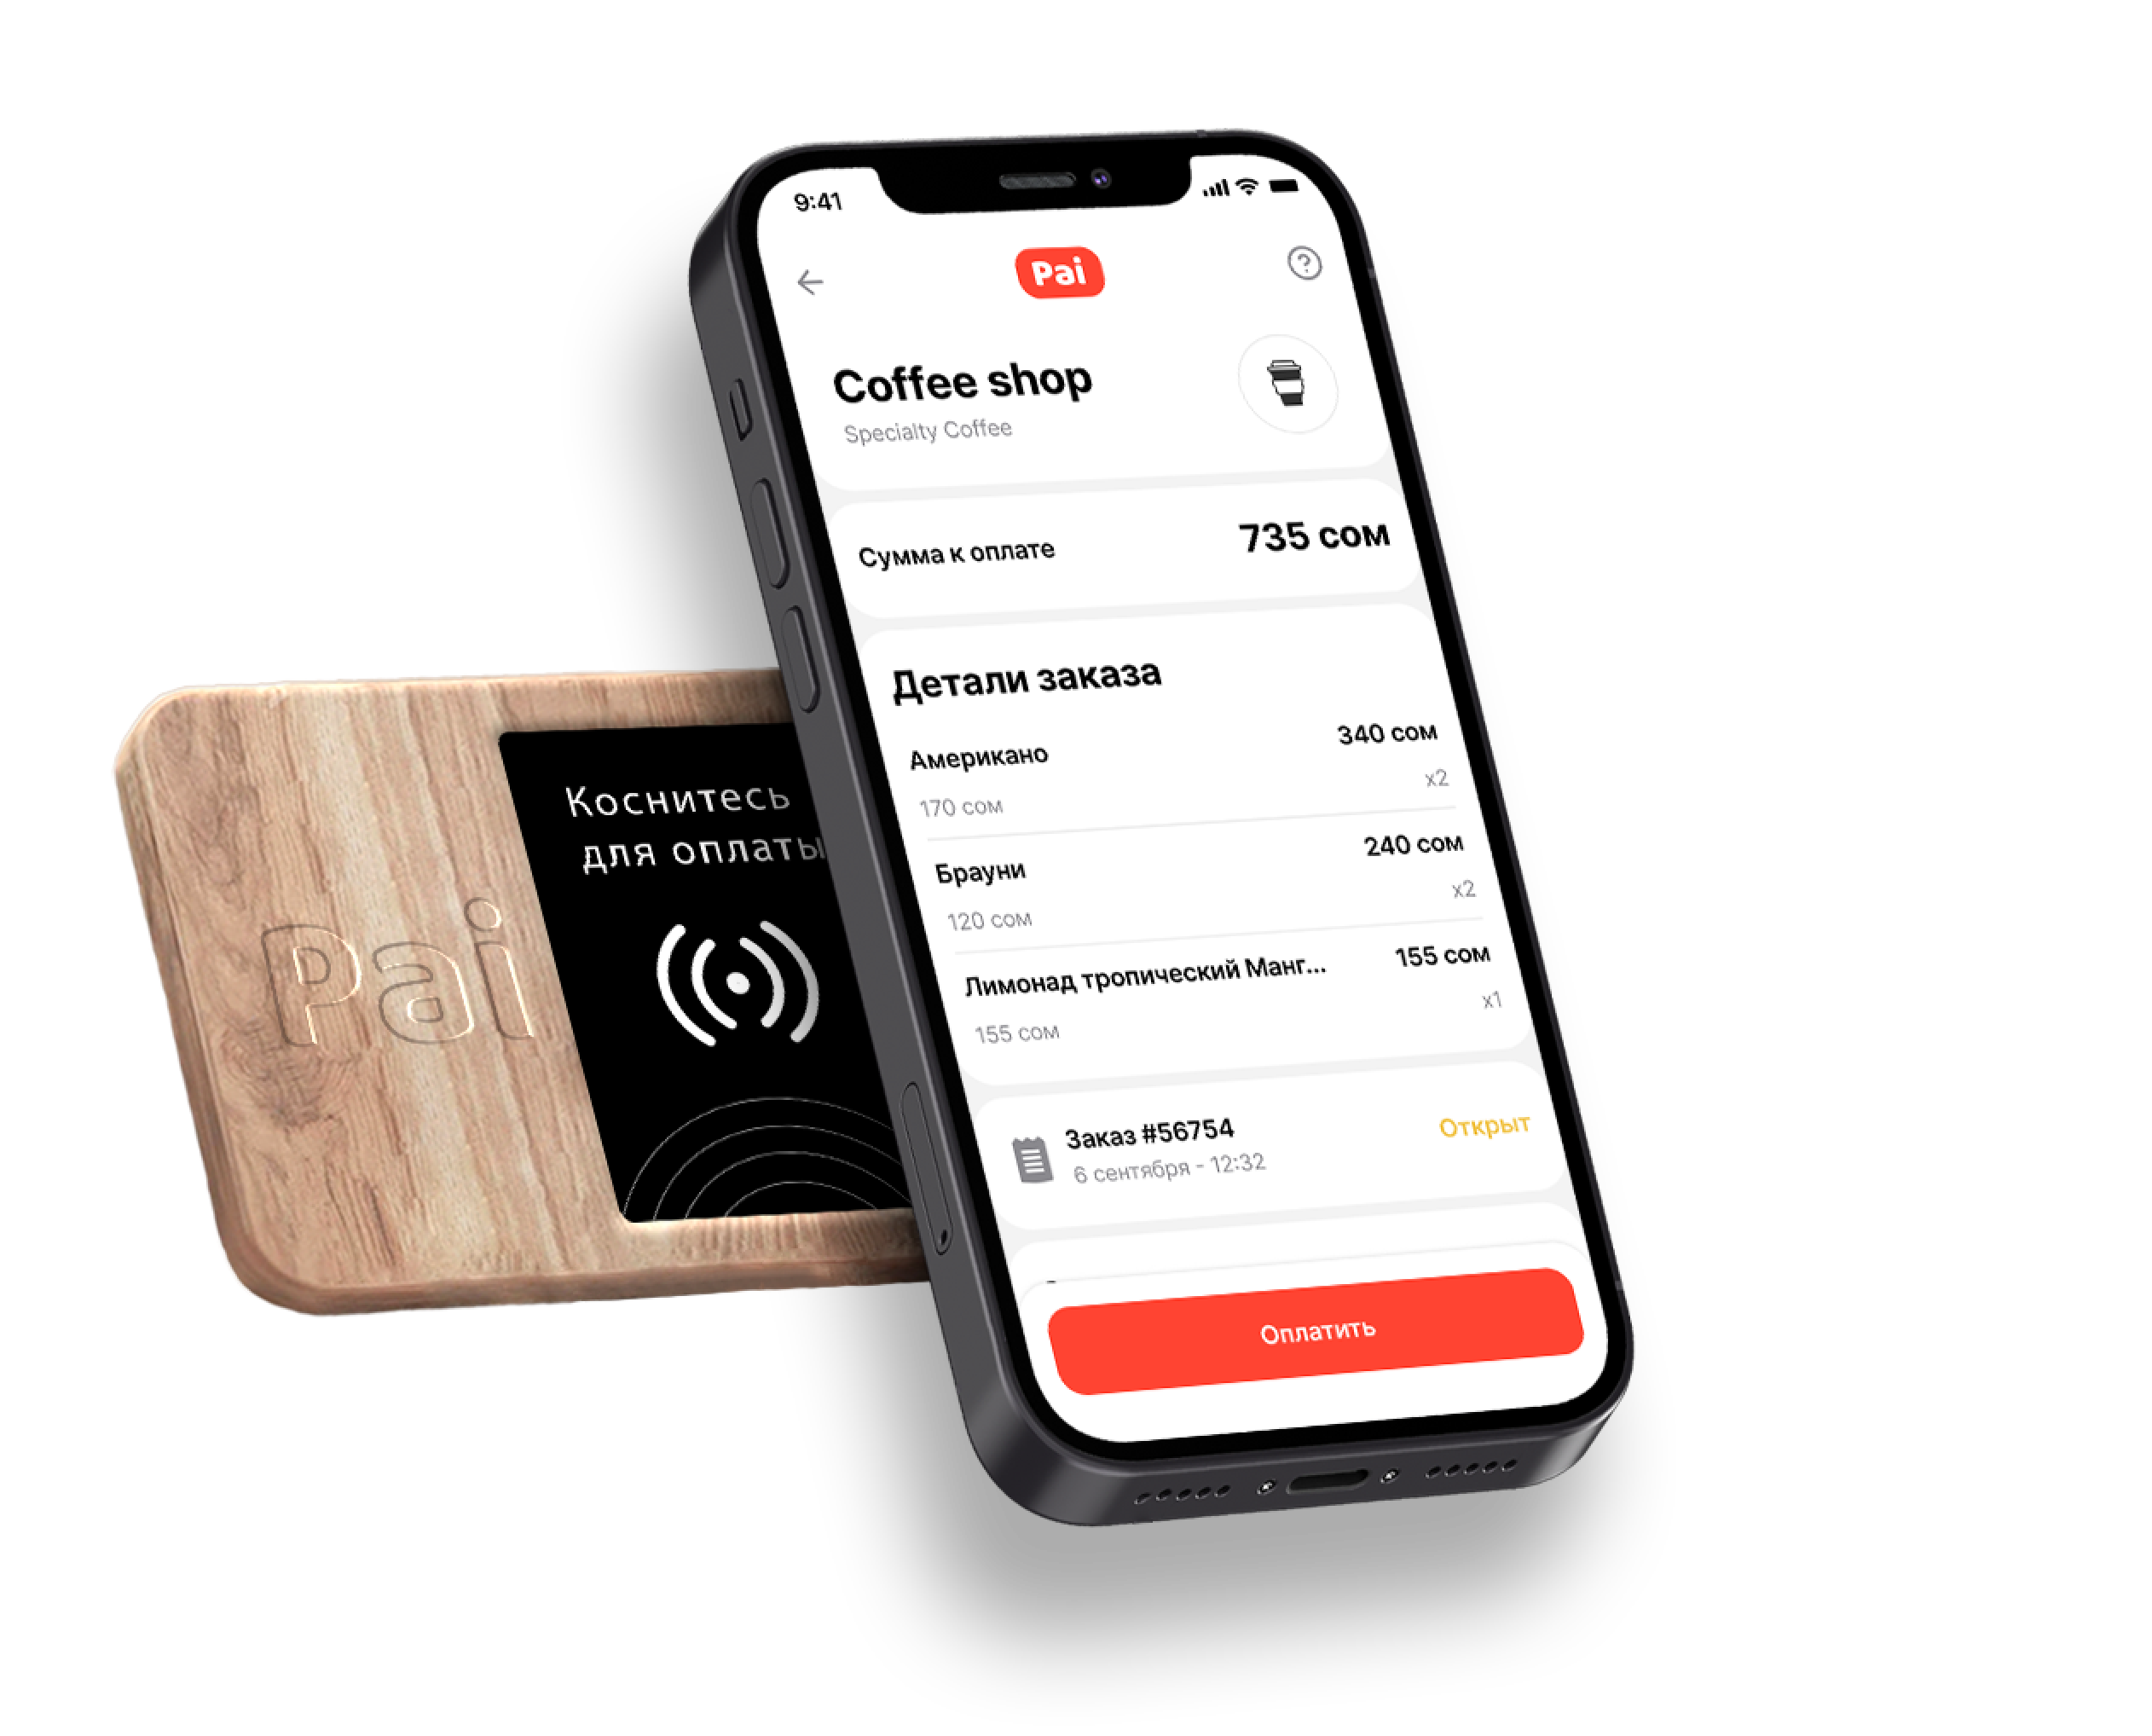 9:41
Pai
Coffee shop
Specialty Coffee
Сумма к оплате 735 сом
Детали заказа
Американо 340 сом
170 сом x2
Брауни 240 сом
120 сом x2
Лимонад тропический Манг... 155 сом
155 сом x1
Заказ #56754 Открыт
6 сентября - 12:32
Оплатить
Коснитесь
для оплаты
Pai